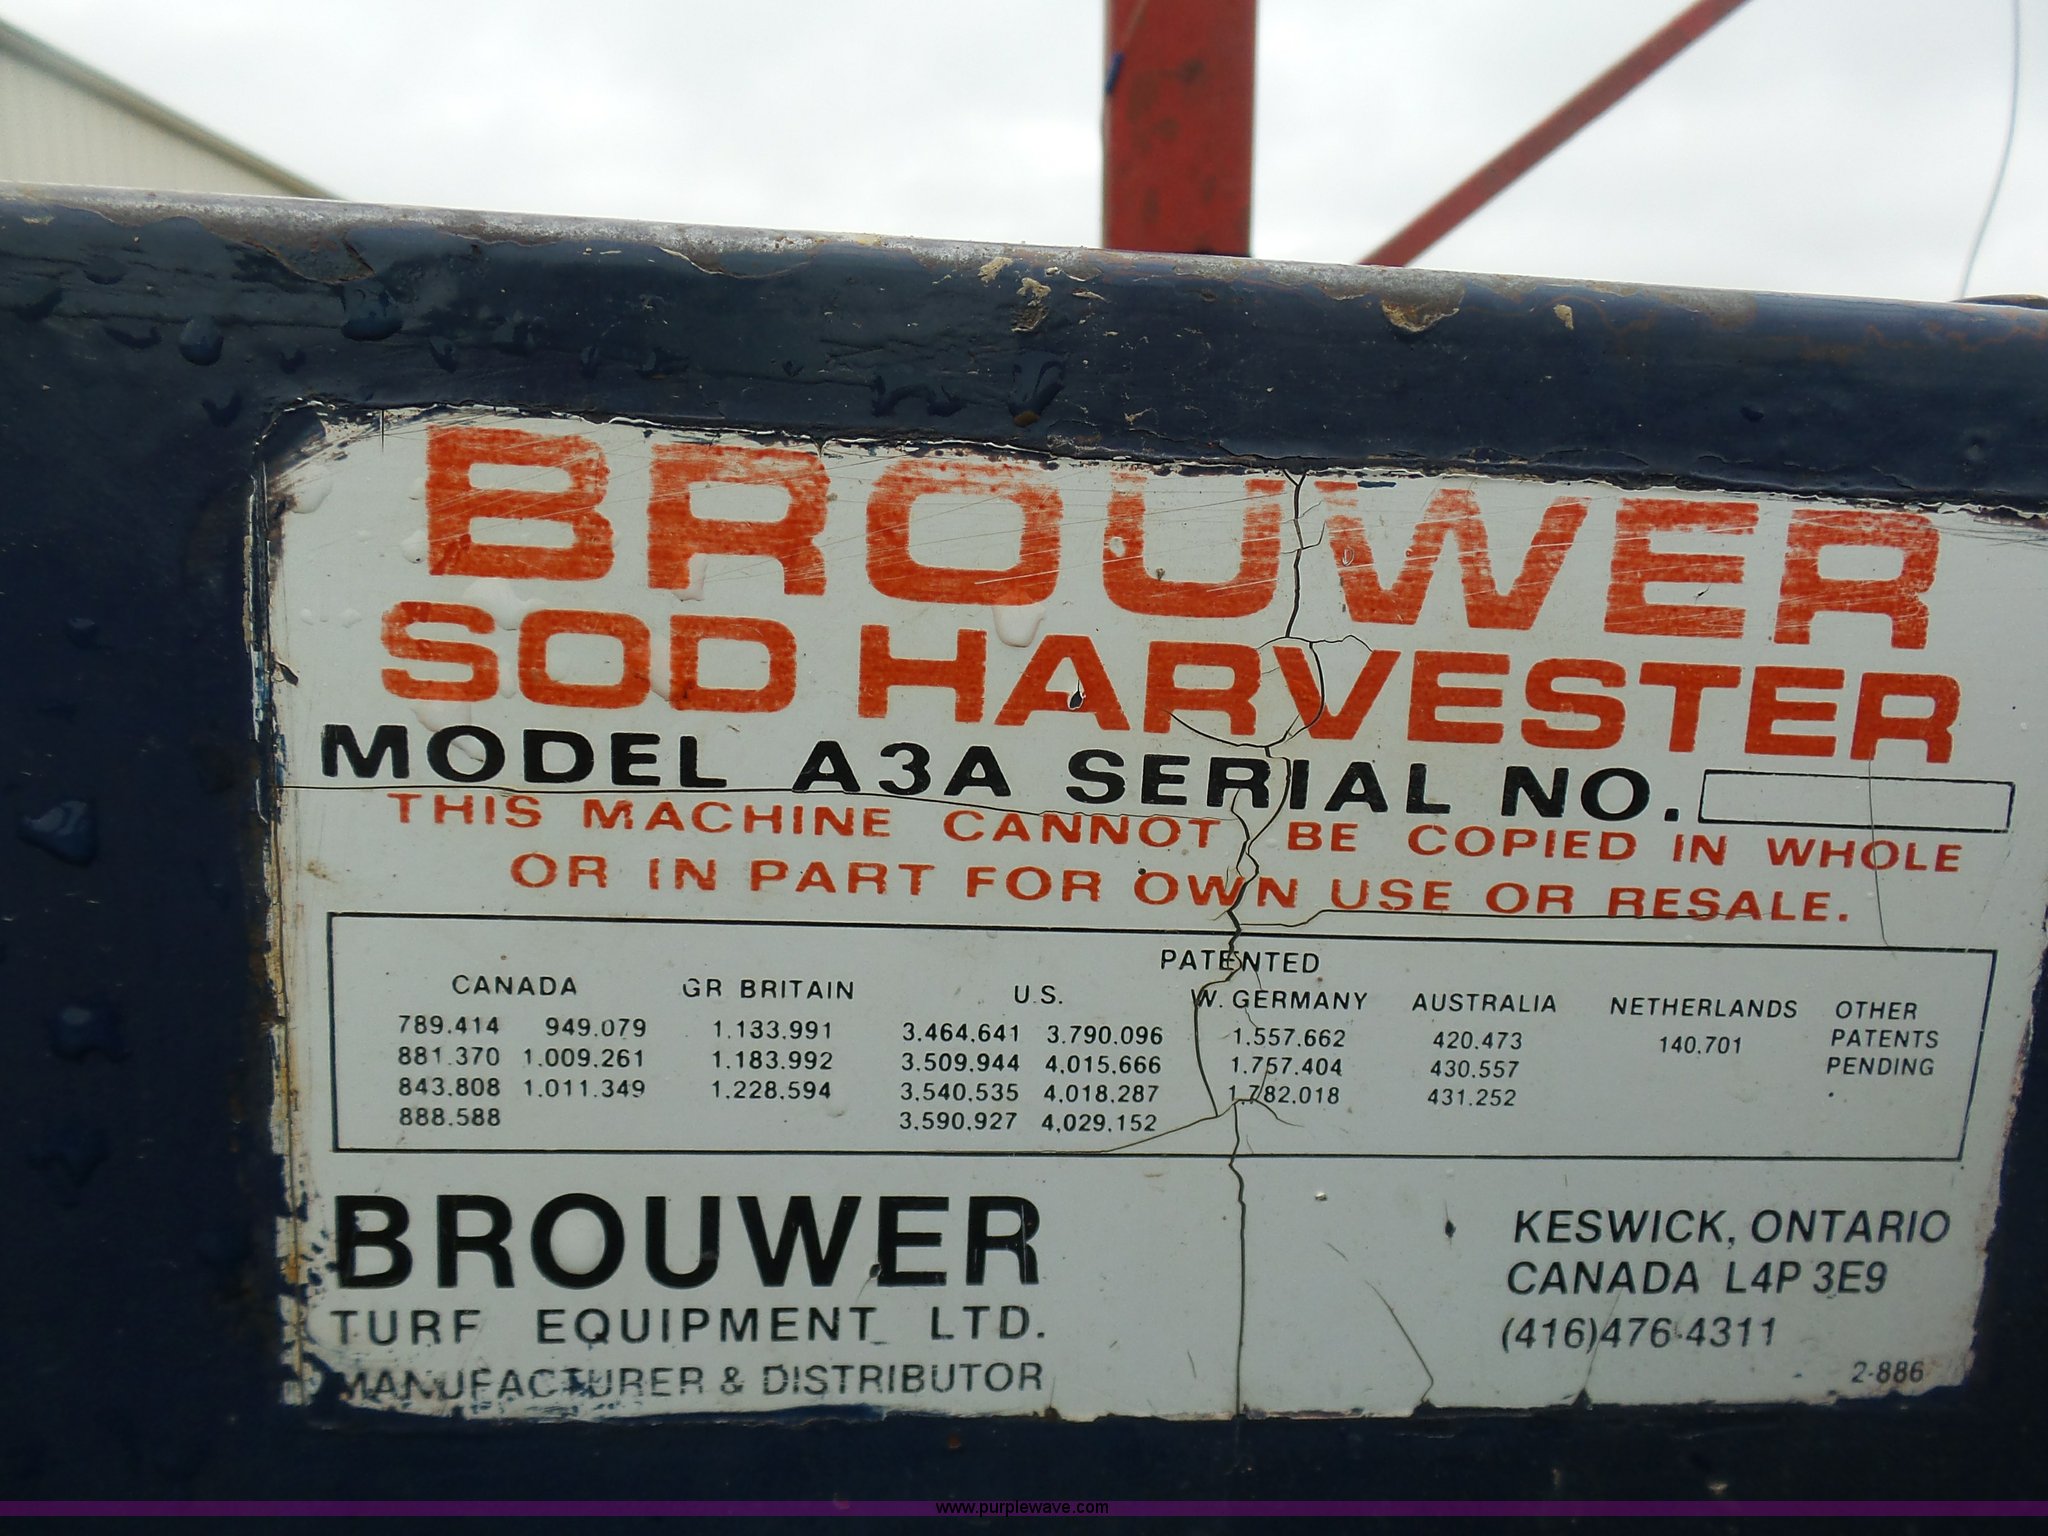 BROUWER
SOD HARVESTER
MODEL A3A SERIAL NO.
THIS MACHINE CANNOT BE COPIED IN WHOLE
OR IN PART FOR OWN USE OR RESALE.
PATENTED
CANADA GR BRITAIN U.S. W. GERMANY AUSTRALIA NETHERLANDS OTHER
789.414 949.079 1.133.991 3.464.641 3.790.096 1.557.662 420.473 140.701 PATENTS
881.370 1.009.261 1.183.992 3.509.944 4.015.666 1.757.404 430.557 PENDING
843.808 1.011.349 1.228.594 3.540.535 4.018.287 1.782.018 431.252
888.588 3.590.927 4.029.152
BROUWER
TURF EQUIPMENT LTD.
MANUFACTURER & DISTRIBUTOR
KESWICK, ONTARIO
CANADA L4P 3E9
(416)476-4311
2-886
www.purplewave.com